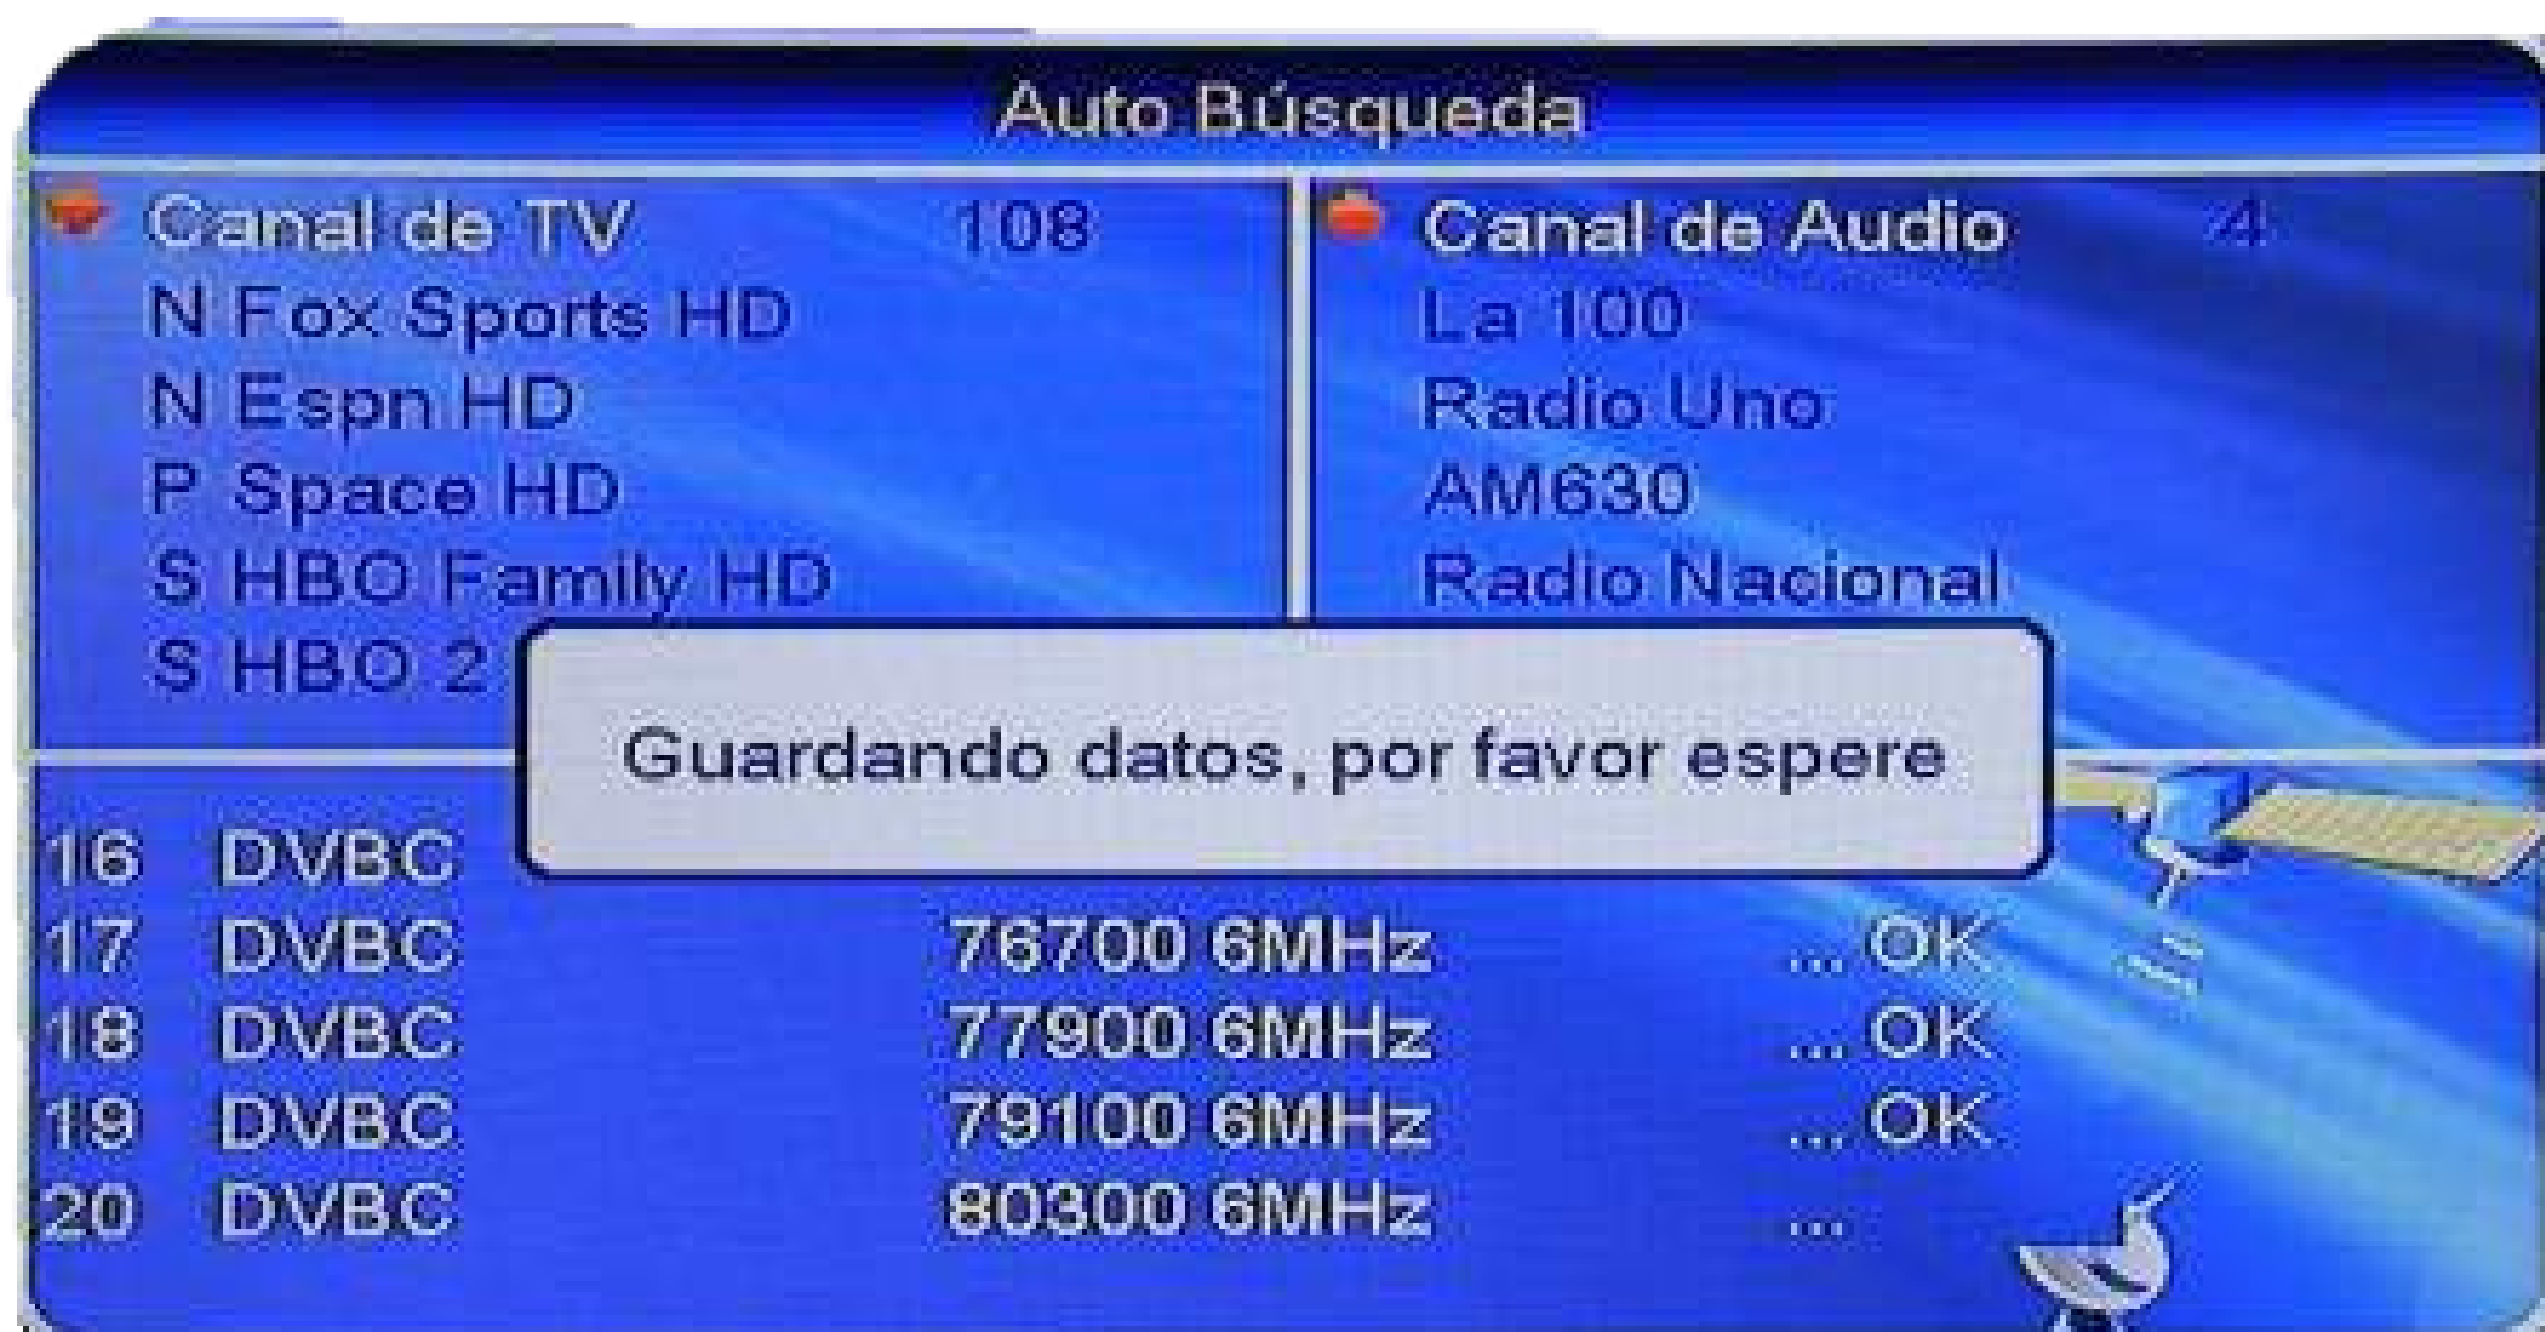 Auto Búsqueda
Canal de TV 108
N Fox Sports HD
N Espn HD
P Space HD
S HBO Family HD
S HBO 2
Canal de Audio 4
La 100
Radio Uno
AM630
Radio Nacional
Guardando datos, por favor espere
16 DVBC
17 DVBC 76700 6MHz ... OK
18 DVBC 77900 6MHz ... OK
19 DVBC 79100 6MHz ... OK
20 DVBC 80300 6MHz ...